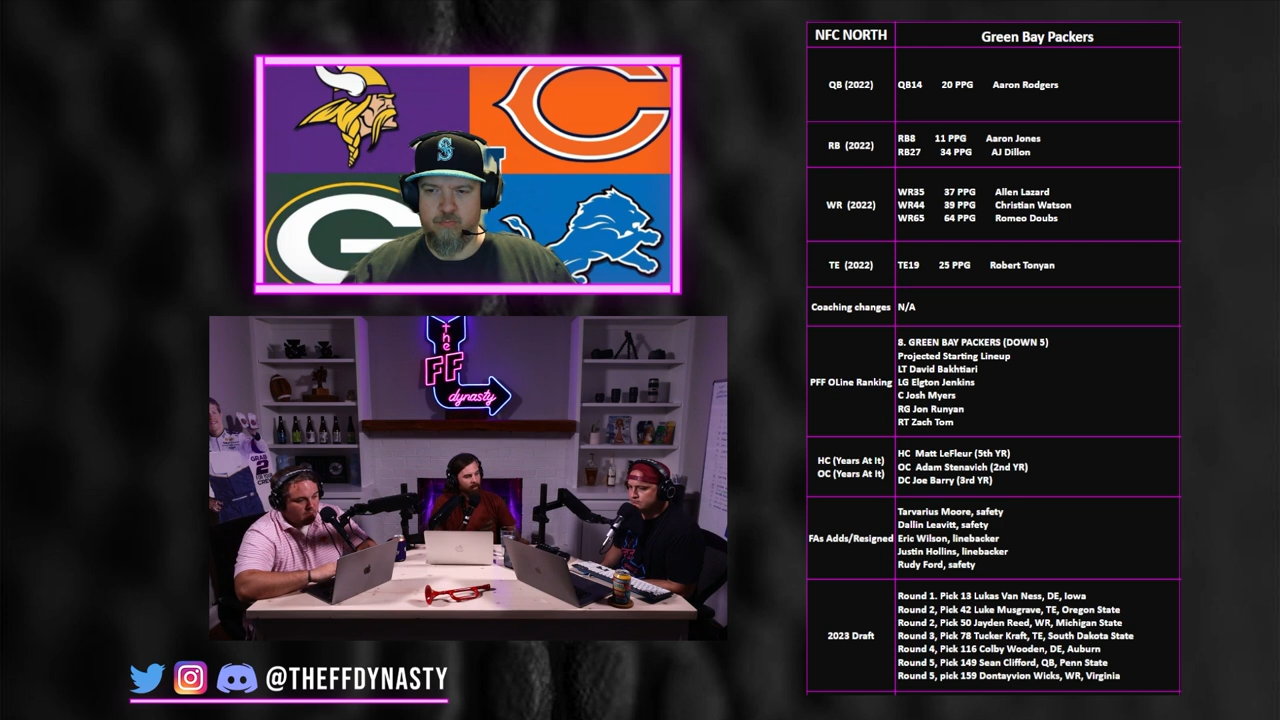 NFC NORTH Green Bay Packers
QB (2022) QB14 20 PPG Aaron Rodgers
RB (2022)
RB8 11 PPG Aaron Jones
RB27 34 PPG AJ Dillon
WR (2022)
WR35 37 PPG Allen Lazard
WR44 39 PPG Christian Watson
WR65 64 PPG Romeo Doubs
TE (2022) TE19 25 PPG Robert Tonyan
Coaching changes N/A
PFF OLine Ranking
8. GREEN BAY PACKERS (DOWN 5)
Projected Starting Lineup
LT David Bakhtiari
LG Elgton Jenkins
C Josh Myers
RG Jon Runyan
RT Zach Tom
HC (Years At It)
OC (Years At It)
HC Matt LeFleur (5th YR)
OC Adam Stenavich (2nd YR)
DC Joe Barry (3rd YR)
FAs Adds/Resigned
Tarvarius Moore, safety
Dallin Leavitt, safety
Eric Wilson, linebacker
Justin Hollins, linebacker
Rudy Ford, safety
2023 Draft
Round 1. Pick 13 Lukas Van Ness, DE, Iowa
Round 2, Pick 42 Luke Musgrave, TE, Oregon State
Round 2, Pick 50 Jayden Reed, WR, Michigan State
Round 3, Pick 78 Tucker Kraft, TE, South Dakota State
Round 4, Pick 116 Colby Wooden, DE, Auburn
Round 5, Pick 149 Sean Clifford, QB, Penn State
Round 5, pick 159 Dontayvion Wicks, WR, Virginia
the
FF
dynasty
@THEFFDYNASTY